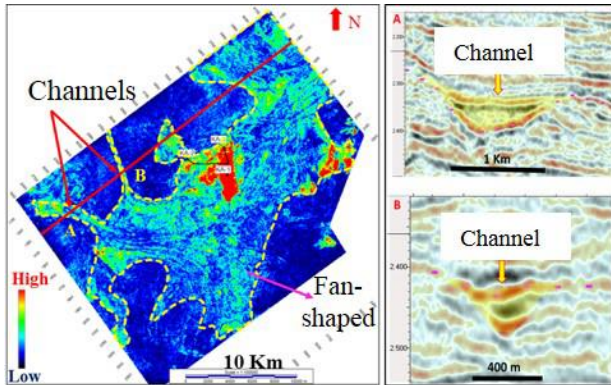 N
Channels
B
A
High
Low
Fan-
shaped
10 Km
A
Channel
1 Km
B
Channel
2.400
2.500
400 m